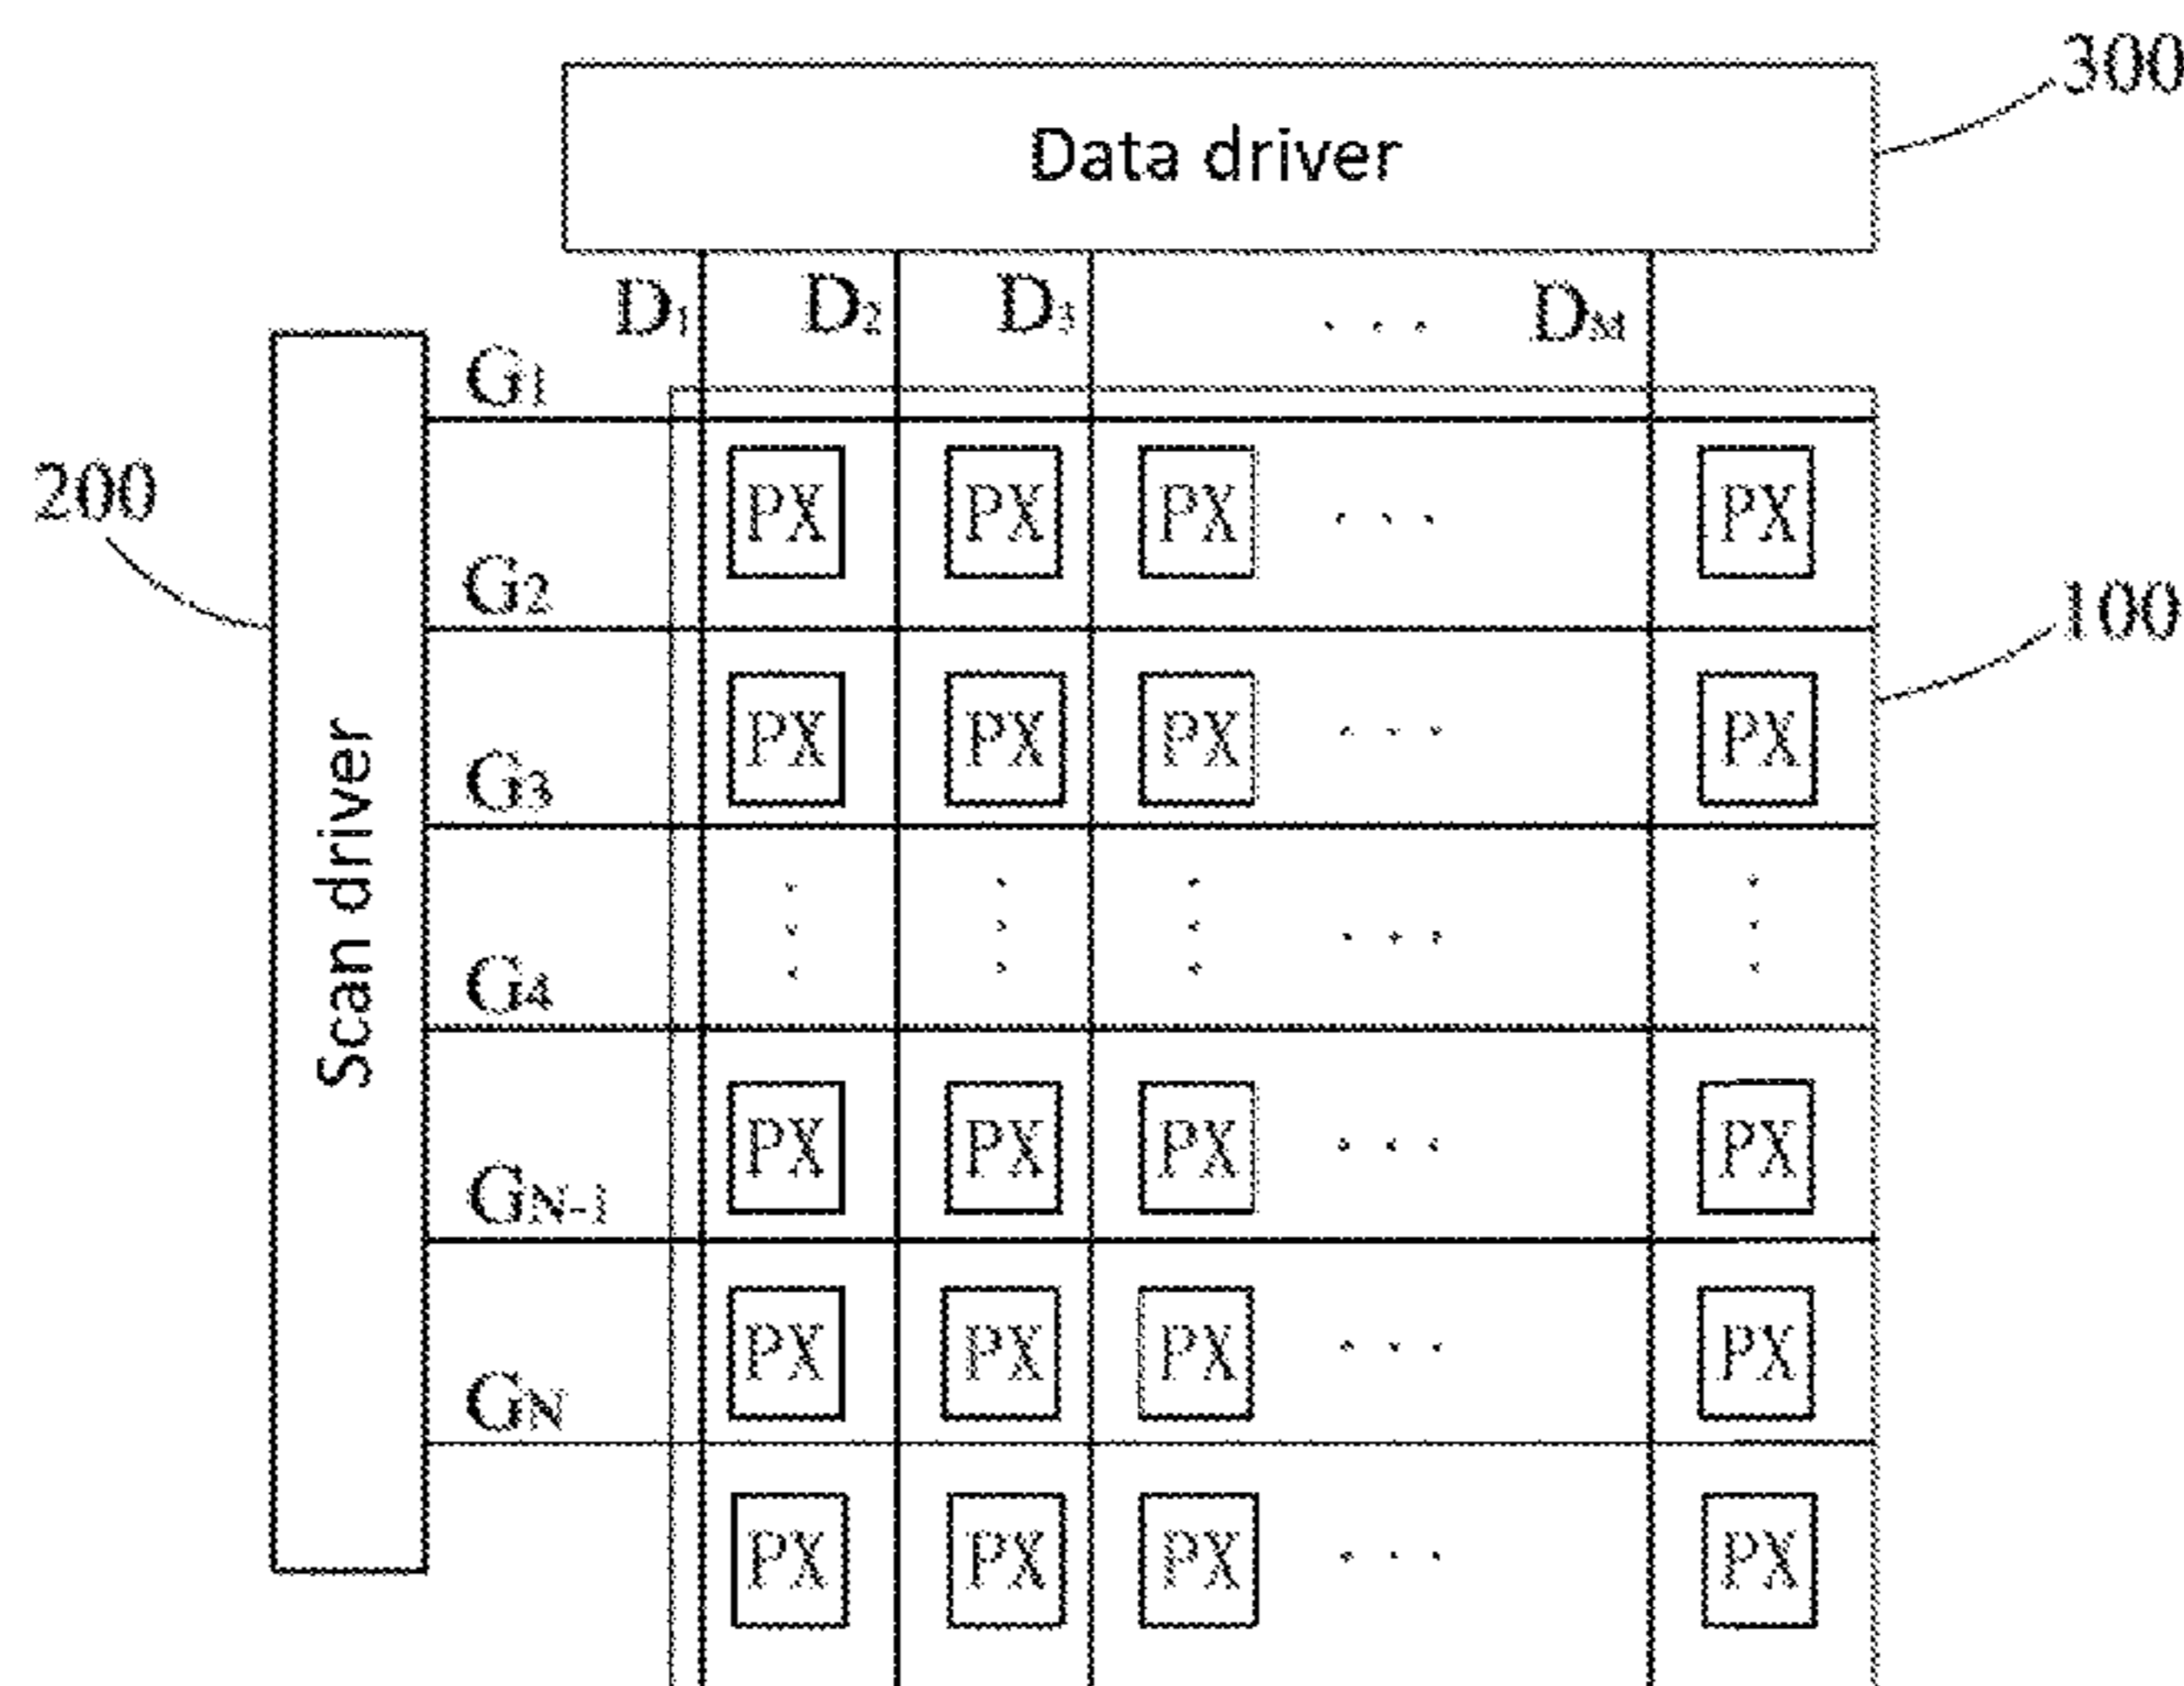 300
Data driver
D1 D2 D3 ... DM
G1
200
PX PX PX ... PX
G2
100
PX PX PX ... PX
G3
Scan driver
...
G4
PX PX PX ... PX
GN-1
PX PX PX ... PX
GN
PX PX PX ... PX